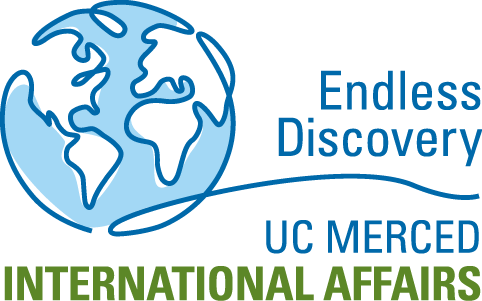 Endless
Discovery
UC MERCED
INTERNATIONAL AFFAIRS